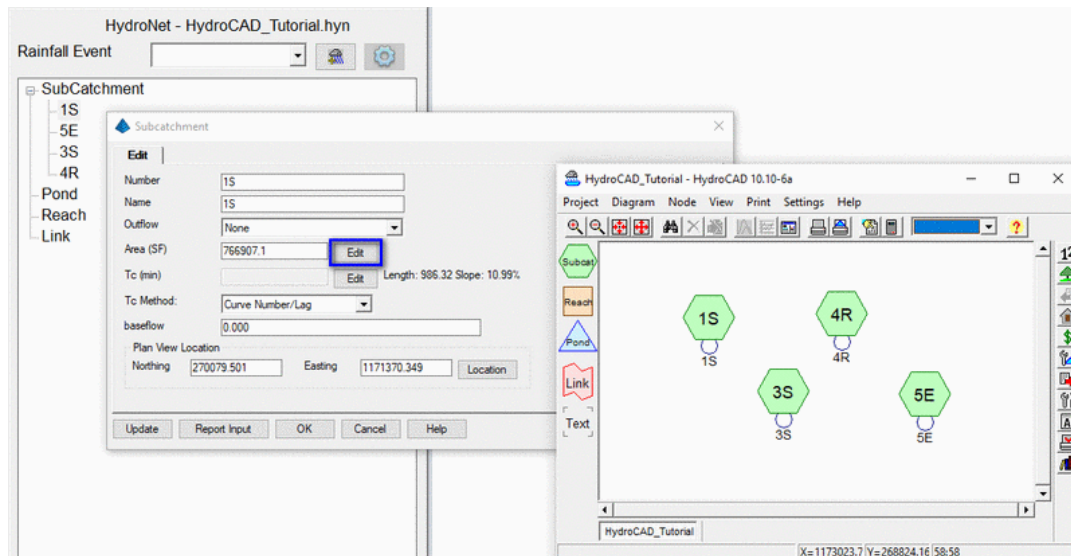 HydroNet - HydroCAD_Tutorial.hyn
Rainfall Event
SubCatchment
1S
5E
3S
4R
Pond
Reach
Link
Subcatchment
Edit
Number 1S
Name 1S
Outflow None
Area (SF) 766907.1 Edit
Tc (min) Edit Length: 986.32 Slope: 10.99%
Tc Method: Curve Number/Lag
baseflow 0.000
Plan View Location
Northing 270079.501 Easting 1171370.349 Location
Update Report Input OK Cancel Help
HydroCAD_Tutorial - HydroCAD 10.10-6a
Project Diagram Node View Print Settings Help
Subcat
Reach
Pond
Link
Text
1S
1S
4R
4R
3S
3S
5E
5E
HydroCAD_Tutorial
X=1173023.7 Y=268824.16 58:58